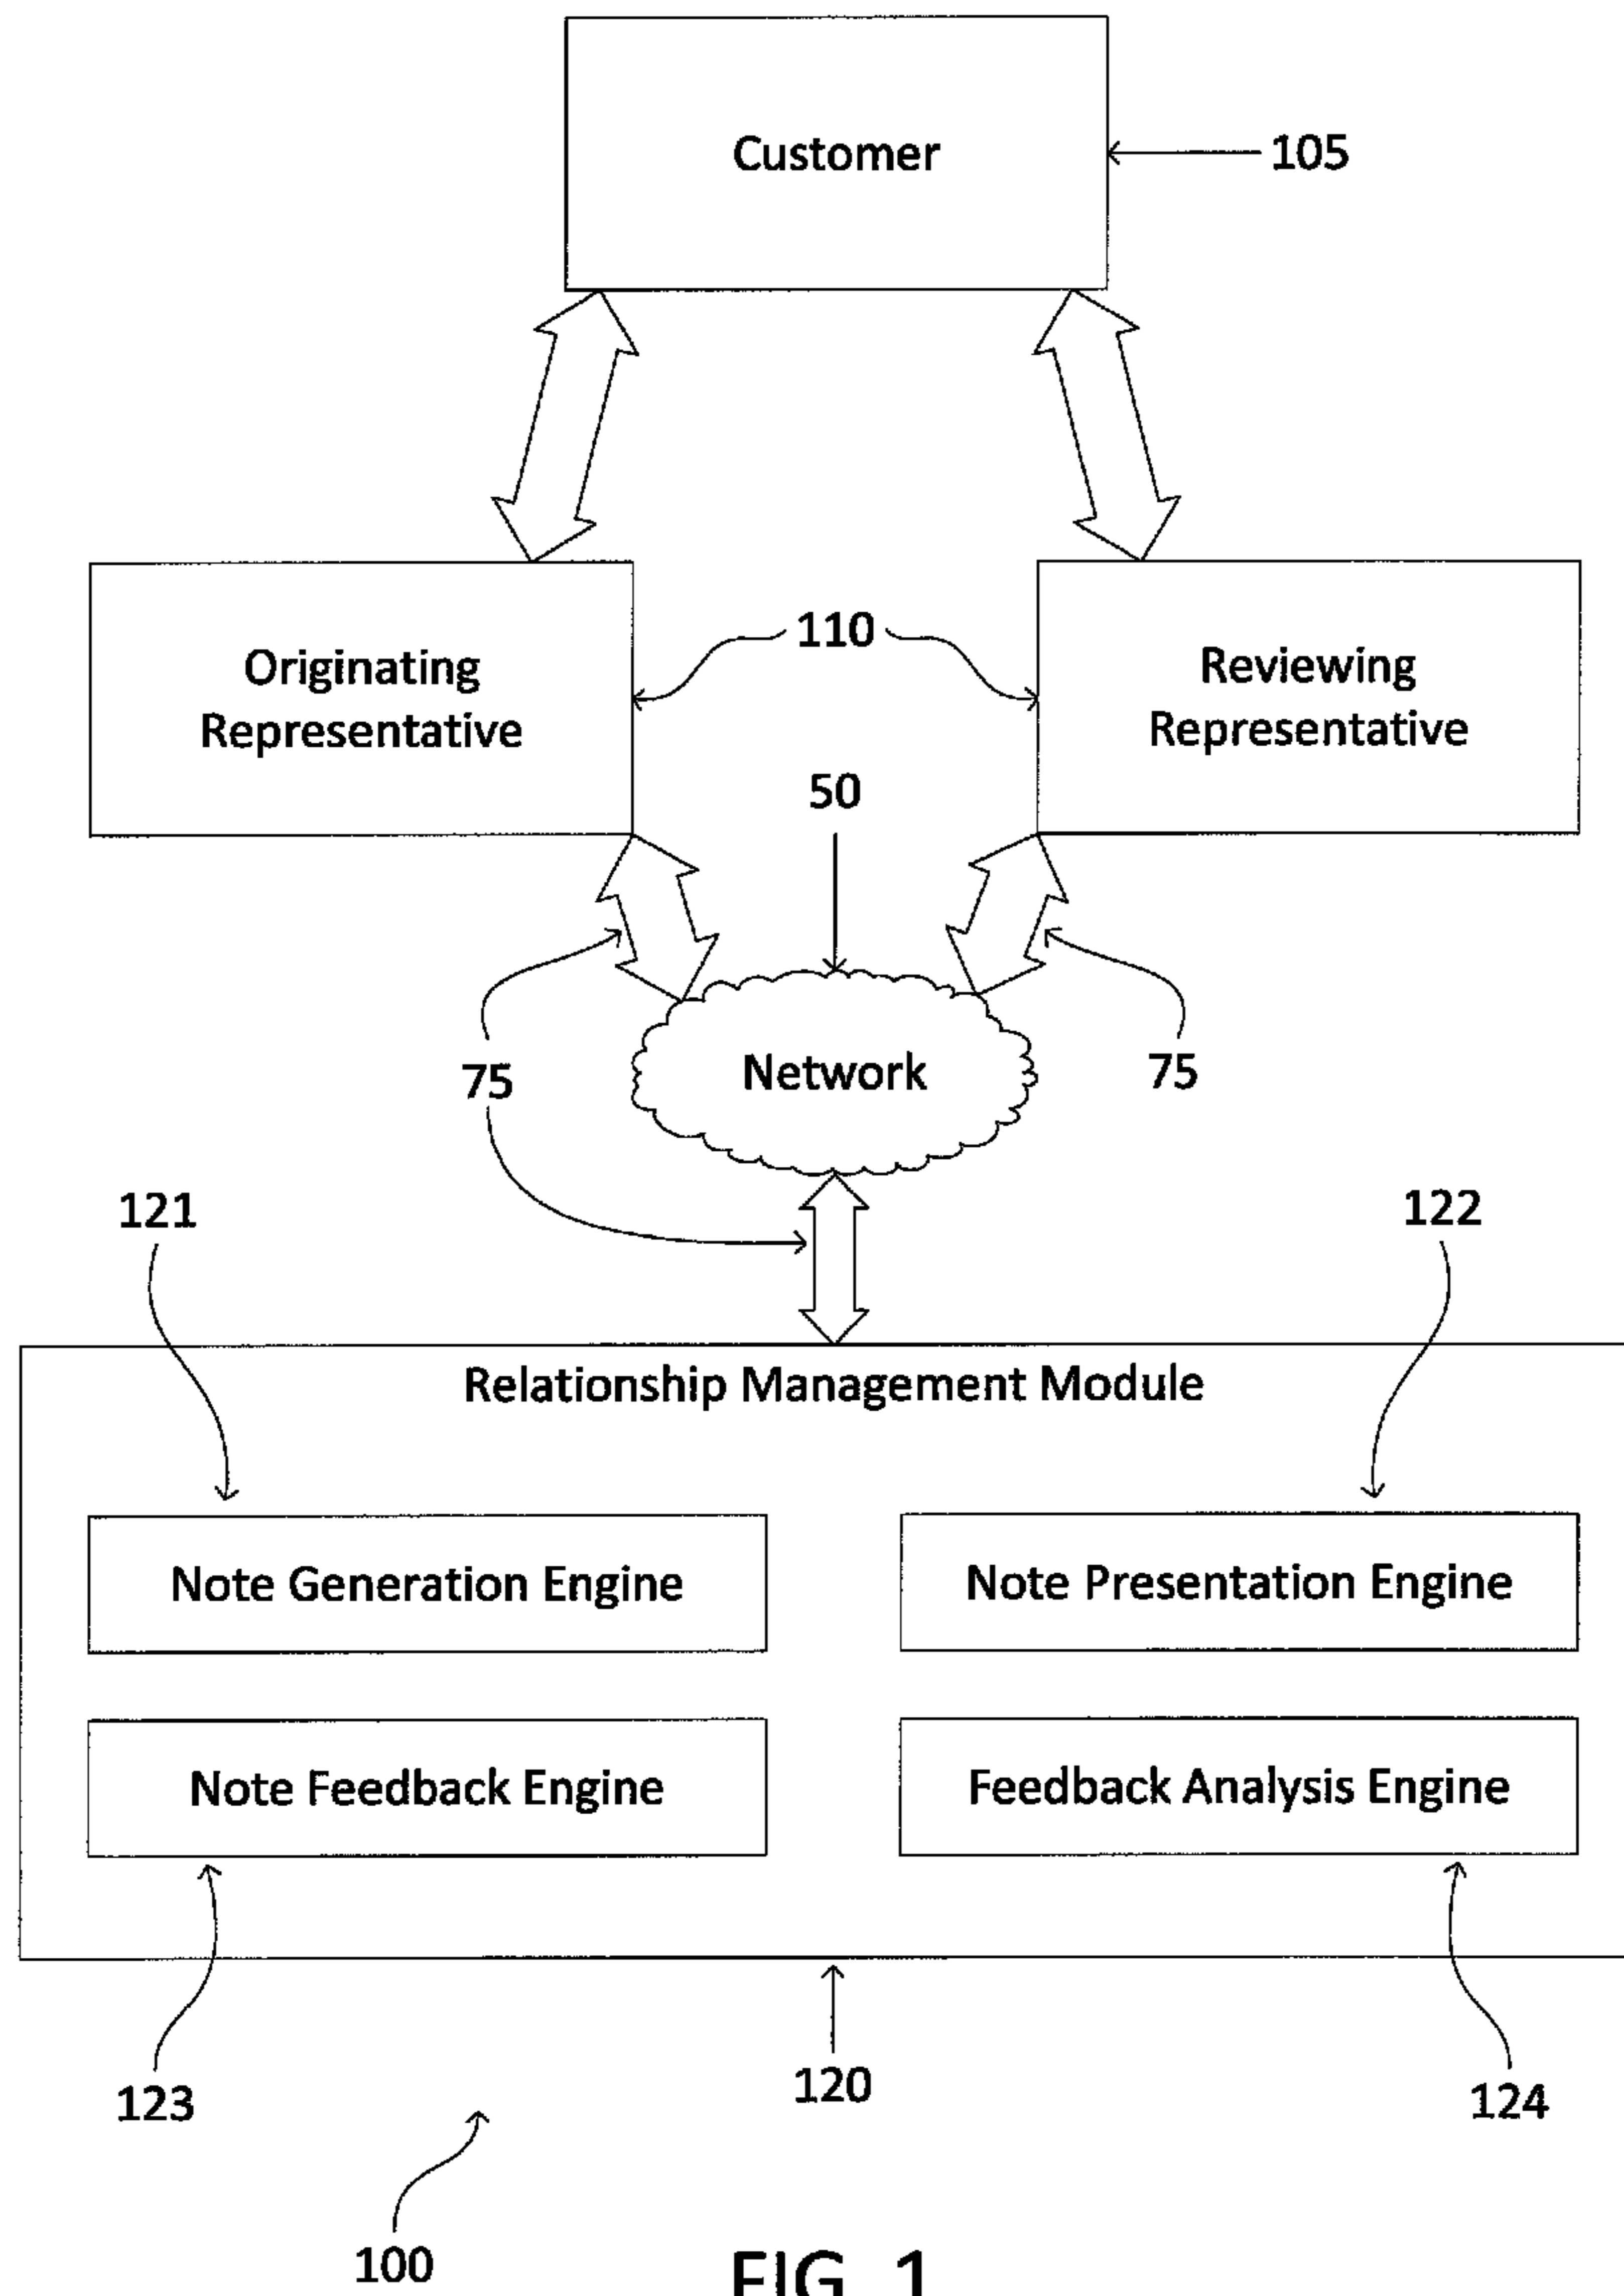 Customer
105
Originating
Representative
110
Reviewing
Representative
50
Network
75
75
121
122
Relationship Management Module
Note Generation Engine
Note Presentation Engine
Note Feedback Engine
Feedback Analysis Engine
123
120
124
100
FIG. 1